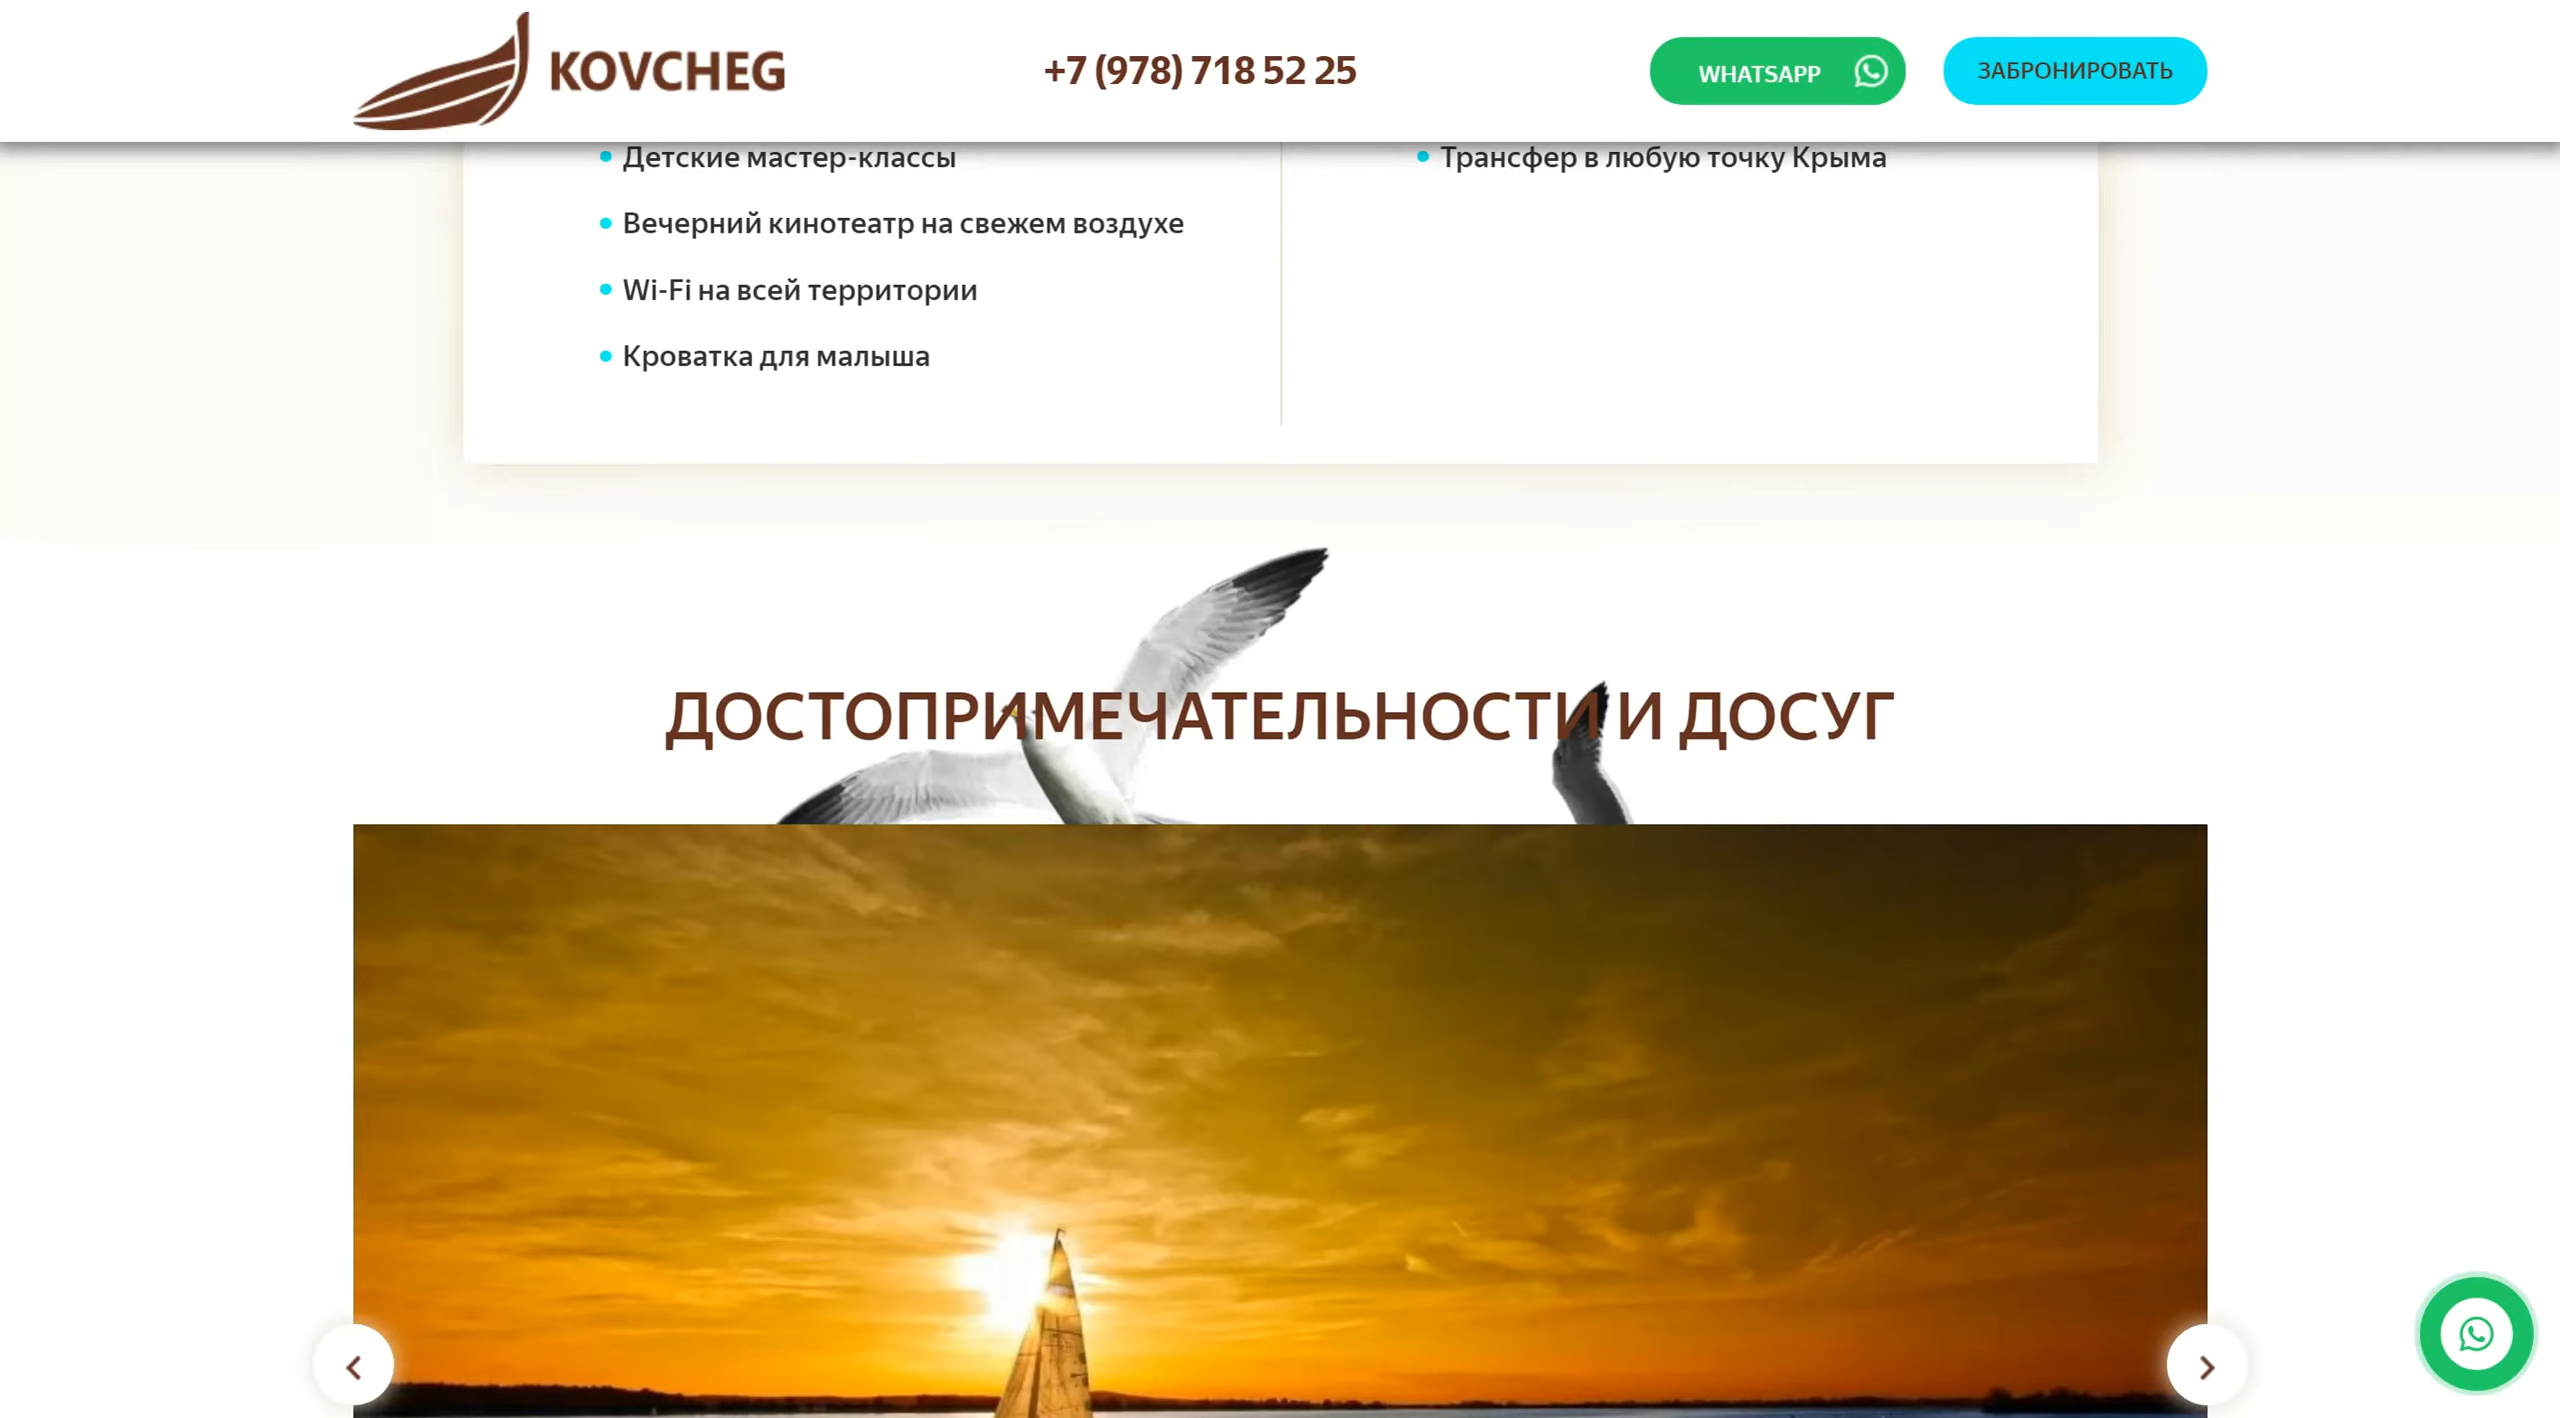 KOVCHEG
+7 (978) 718 52 25
WHATSAPP
ЗАБРОНИРОВАТЬ
Детские мастер-классы
Вечерний кинотеатр на свежем воздухе
Wi-Fi на всей территории
Кроватка для малыша
Трансфер в любую точку Крыма
ДОСТОПРИМЕЧАТЕЛЬНОСТИ И ДОСУГ